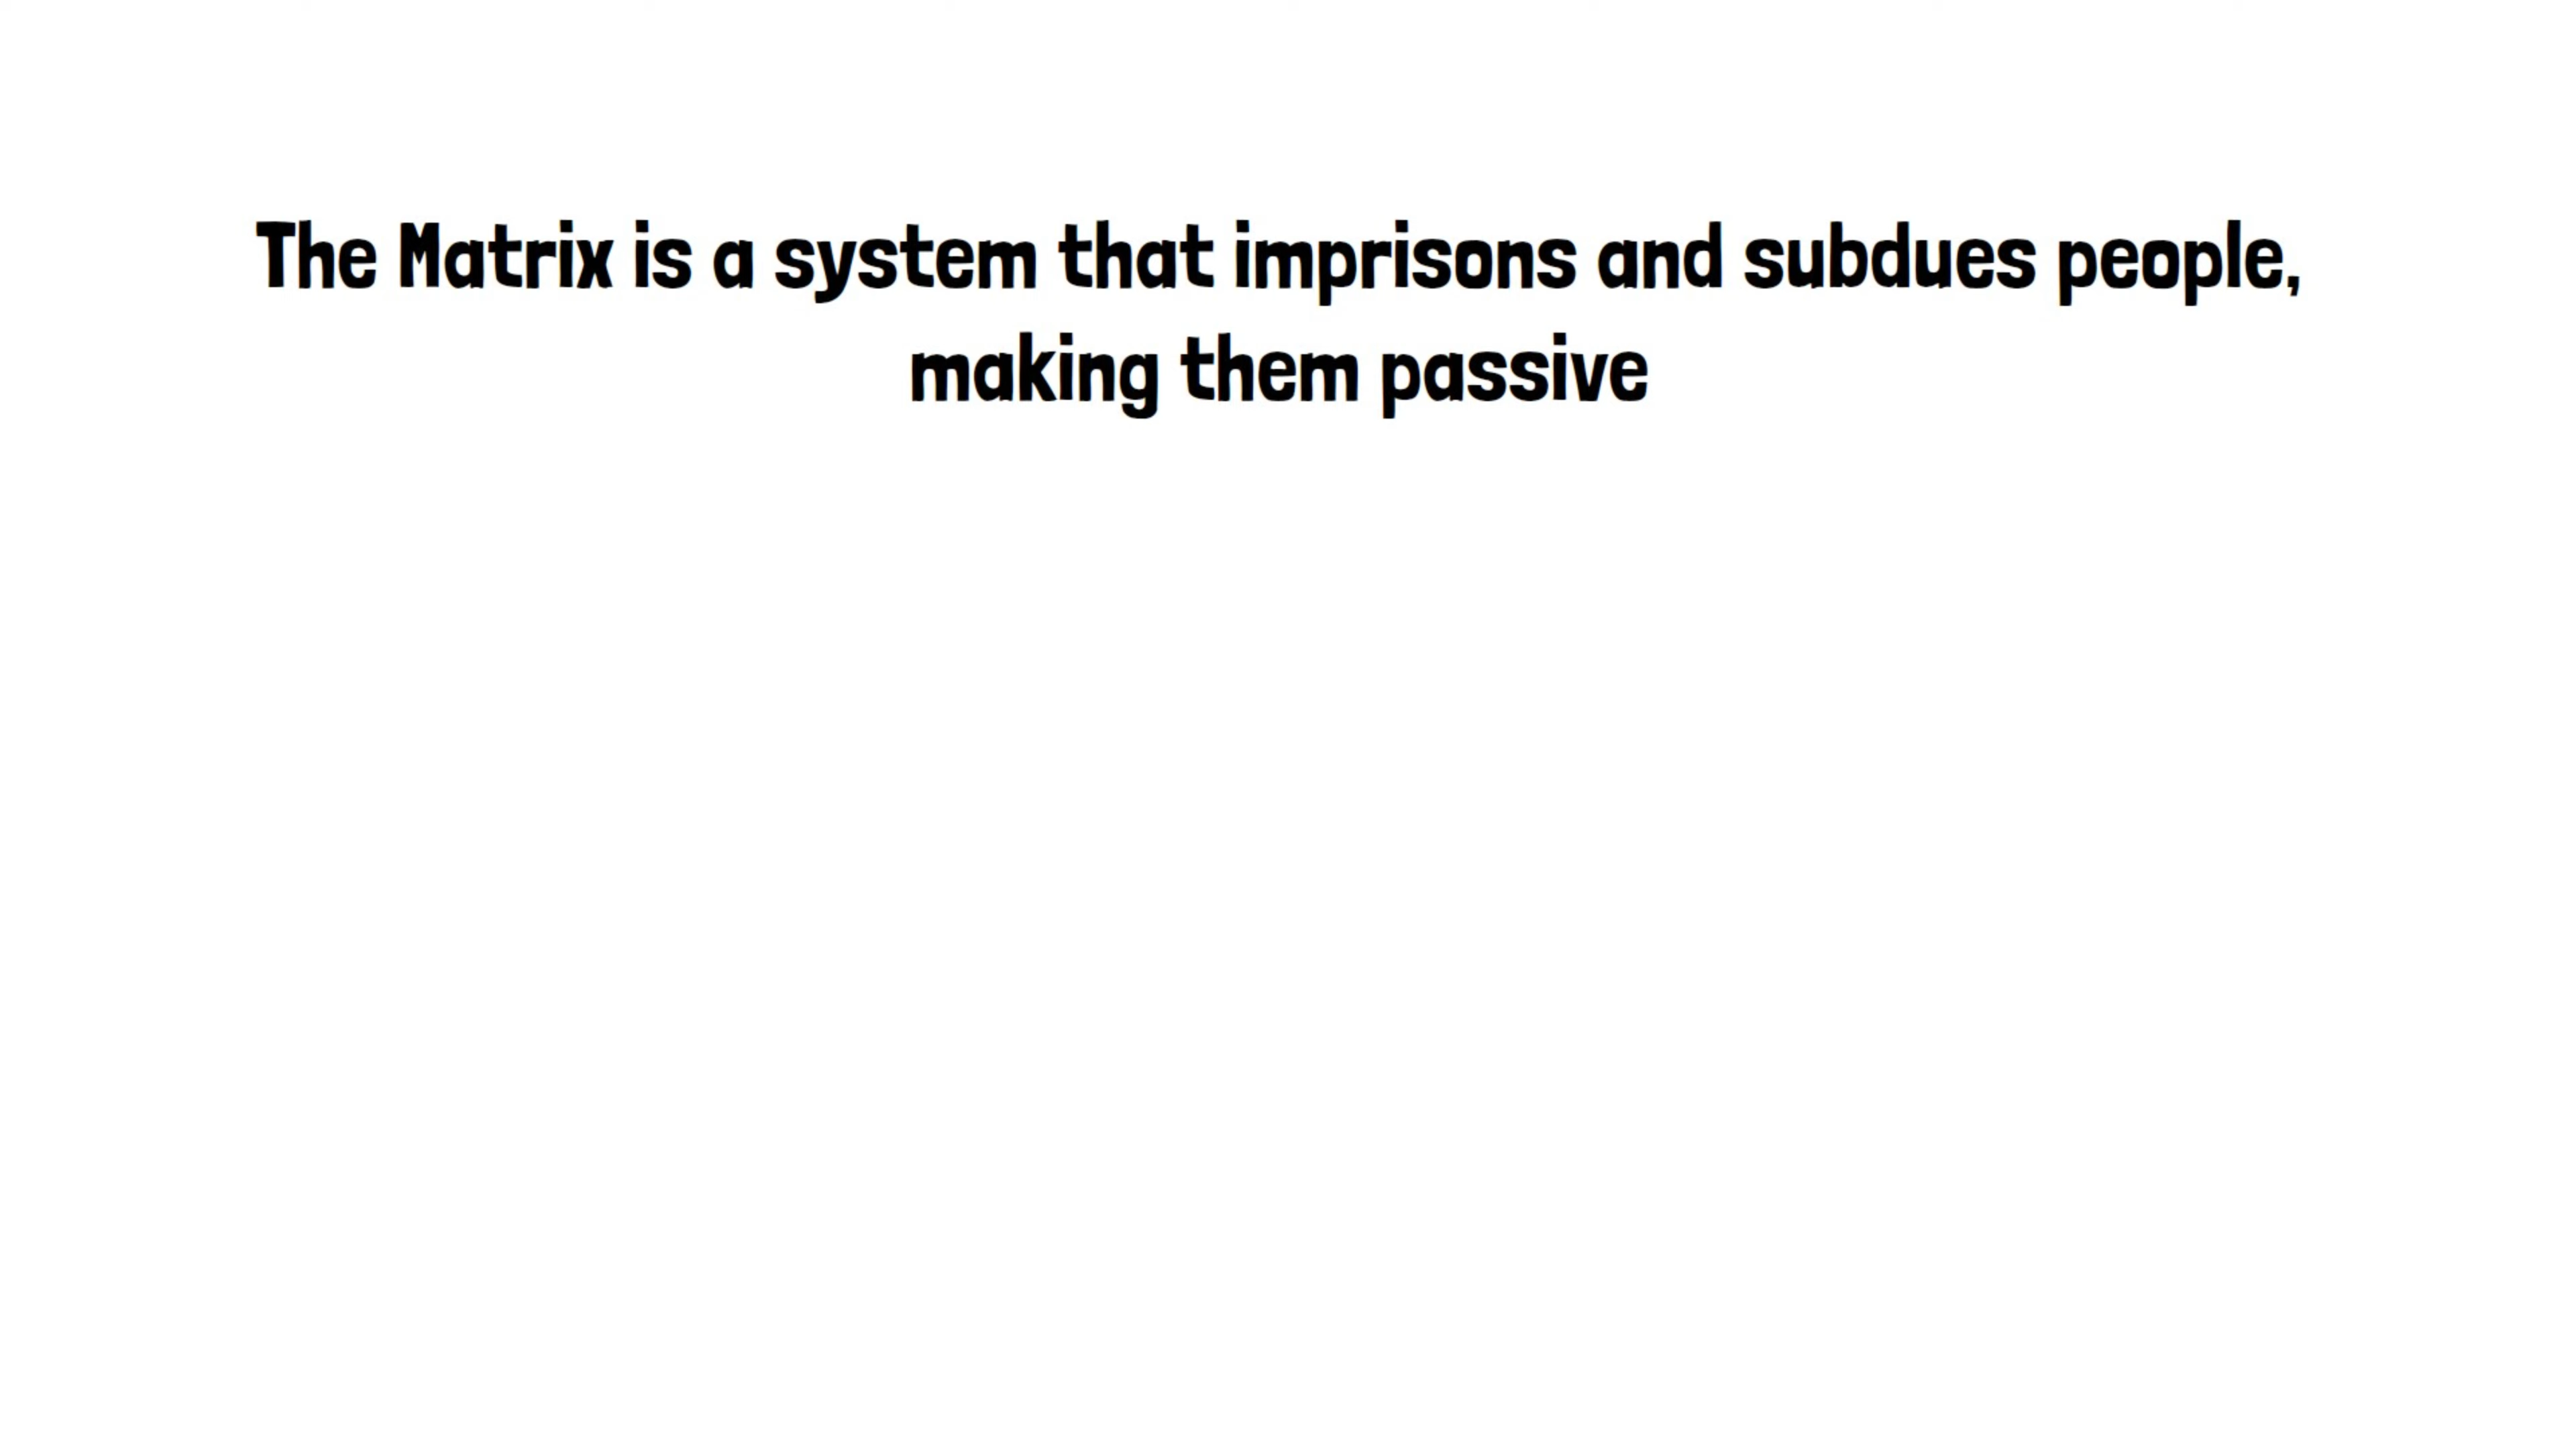 The Matrix is a system that imprisons and subdues people,
making them passive